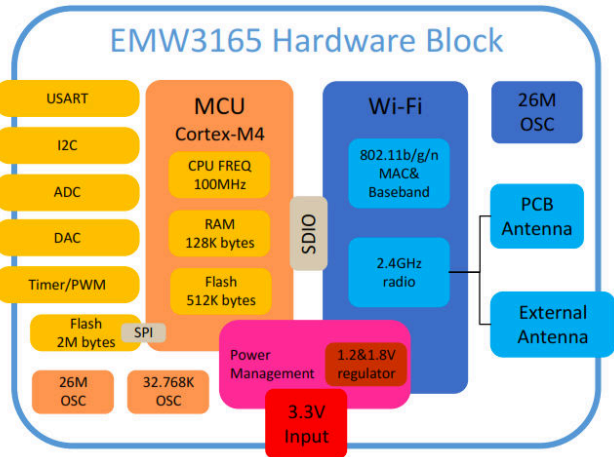 EMW3165 Hardware Block
USART
I2C
ADC
DAC
Timer/PWM
Flash
2M bytes
SPI
26M
OSC
32.768K
OSC
MCU
Cortex-M4
CPU FREQ
100MHz
RAM
128K bytes
Flash
512K bytes
SDIO
Wi-Fi
802.11b/g/n
MAC&
Baseband
2.4GHz
radio
Power
Management
1.2&1.8V
regulator
3.3V
Input
26M
OSC
PCB
Antenna
External
Antenna